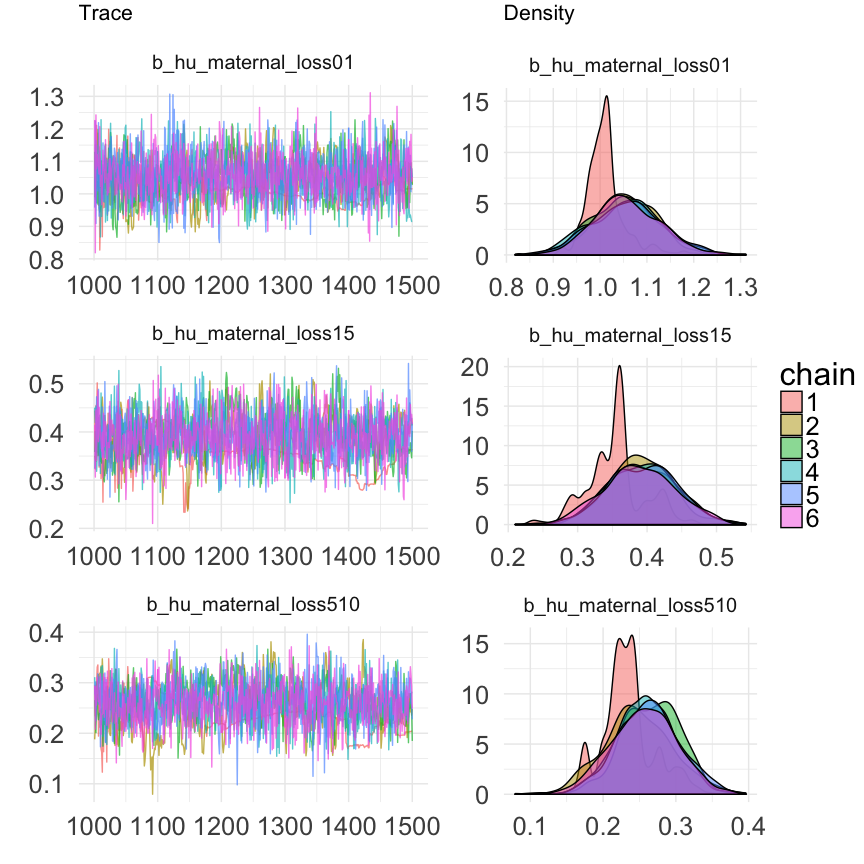 Trace
Density
b_hu_maternal_loss01
1.3
1.2
1.1
1.0
0.9
0.8
1000 1100 1200 1300 1400 1500
b_hu_maternal_loss01
15
10
5
0
0.8 0.9 1.0 1.1 1.2 1.3
b_hu_maternal_loss15
0.5
0.4
0.3
0.2
1000 1100 1200 1300 1400 1500
b_hu_maternal_loss15
20
15
10
5
0
0.2 0.3 0.4 0.5
chain
1
2
3
4
5
6
b_hu_maternal_loss510
0.4
0.3
0.2
0.1
1000 1100 1200 1300 1400 1500
b_hu_maternal_loss510
15
10
5
0
0.1 0.2 0.3 0.4